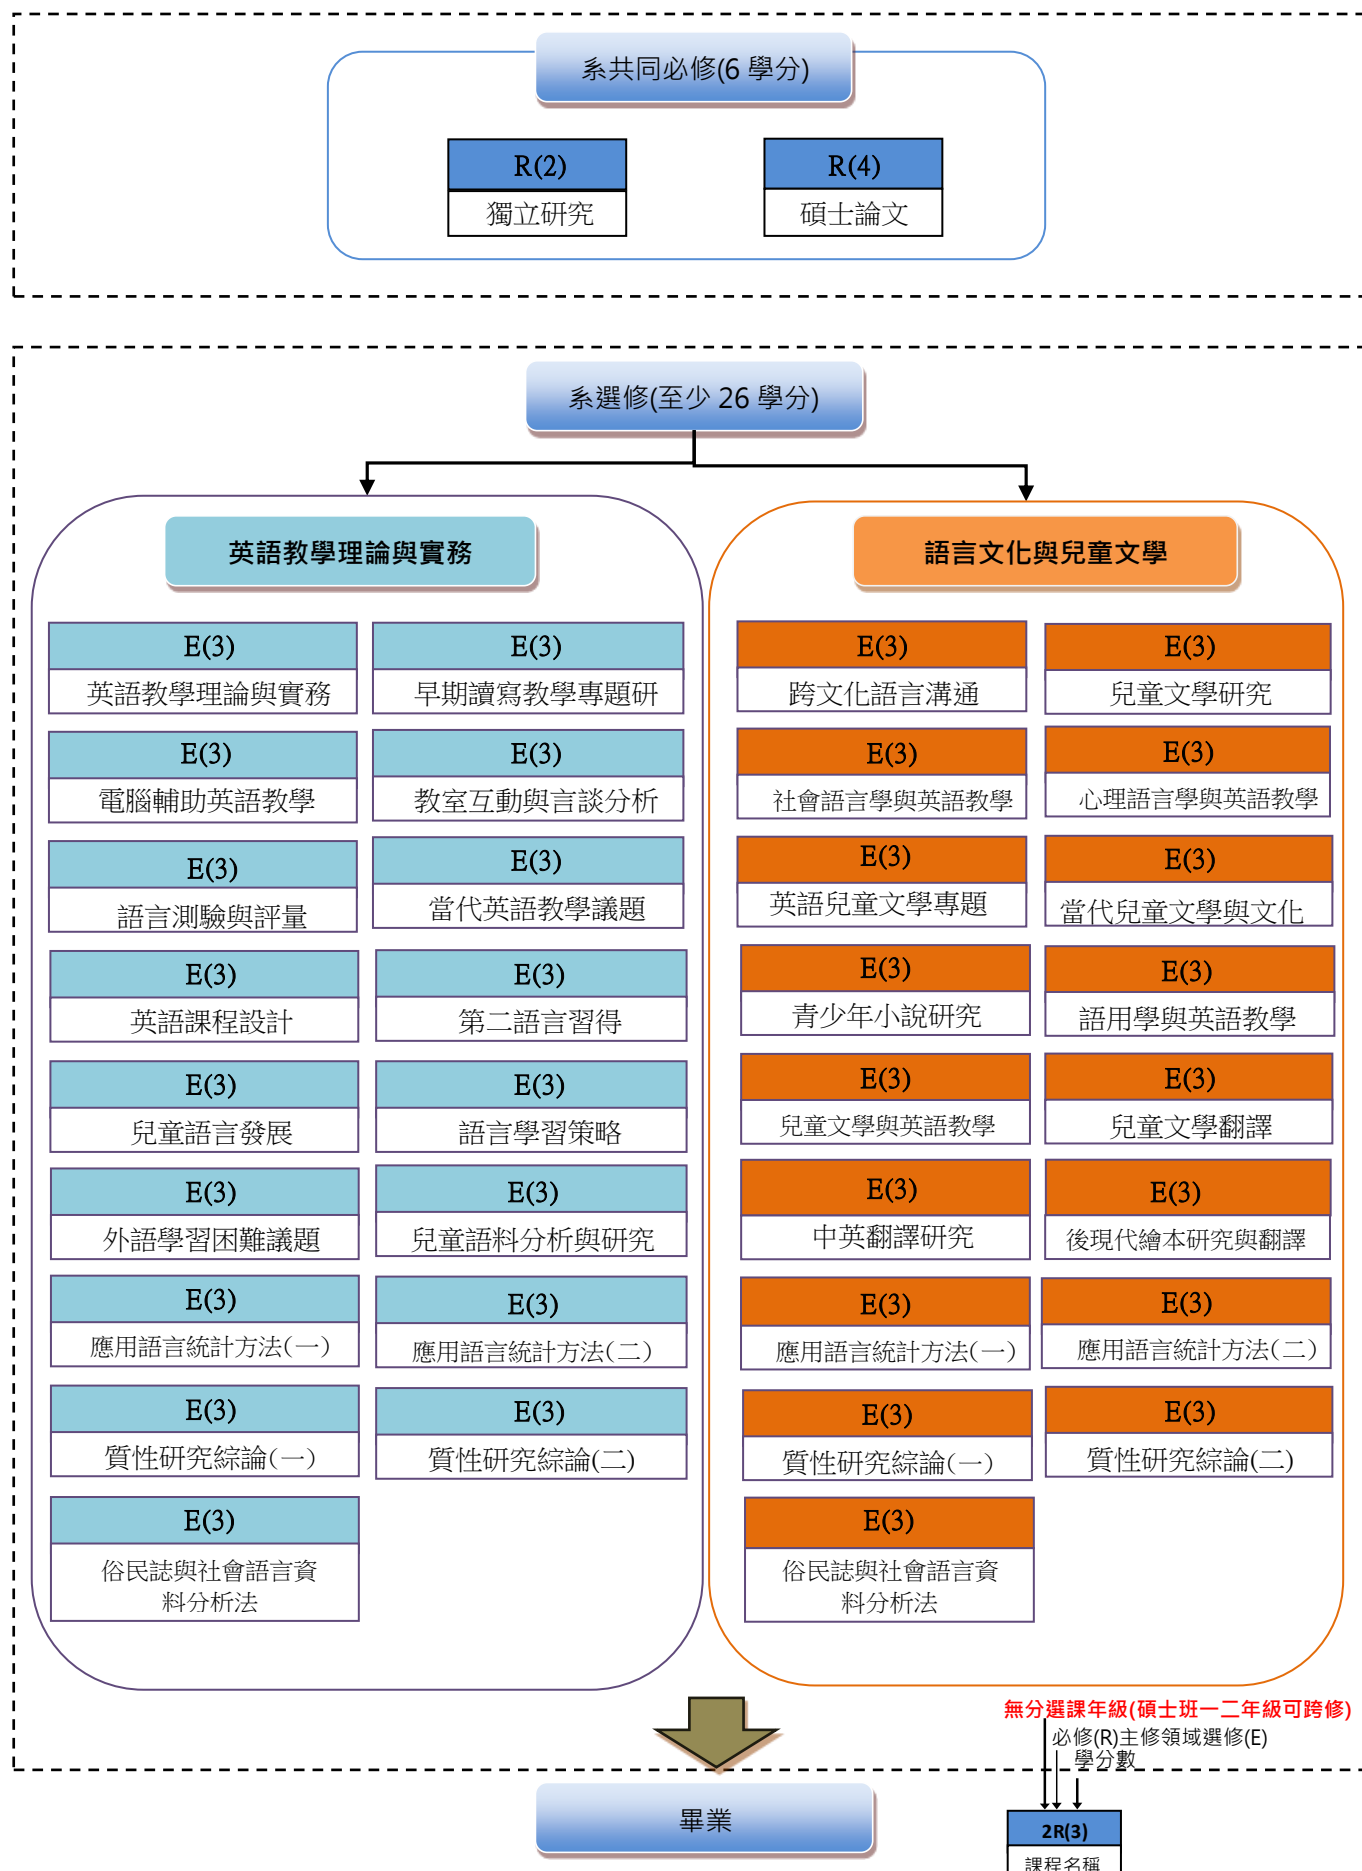 系共同必修(6 學分)
R(2)
獨立研究
R(4)
碩士論文
系選修(至少 26 學分)
英語教學理論與實務
E(3)
英語教學理論與實務
E(3)
早期讀寫教學專題研
E(3)
電腦輔助英語教學
E(3)
教室互動與言談分析
E(3)
語言測驗與評量
E(3)
當代英語教學議題
E(3)
英語課程設計
E(3)
第二語言習得
E(3)
兒童語言發展
E(3)
語言學習策略
E(3)
外語學習困難議題
E(3)
兒童語料分析與研究
E(3)
應用語言統計方法(一)
E(3)
應用語言統計方法(二)
E(3)
質性研究綜論(一)
E(3)
質性研究綜論(二)
E(3)
俗民誌與社會語言資
料分析法
語言文化與兒童文學
E(3)
跨文化語言溝通
E(3)
兒童文學研究
E(3)
社會語言學與英語教學
E(3)
心理語言學與英語教學
E(3)
英語兒童文學專題
E(3)
當代兒童文學與文化
E(3)
青少年小說研究
E(3)
語用學與英語教學
E(3)
兒童文學與英語教學
E(3)
兒童文學翻譯
E(3)
中英翻譯研究
E(3)
後現代繪本研究與翻譯
E(3)
應用語言統計方法(一)
E(3)
應用語言統計方法(二)
E(3)
質性研究綜論(一)
E(3)
質性研究綜論(二)
E(3)
俗民誌與社會語言資
料分析法
無分選課年級(碩士班一二年級可跨修)
必修(R)主修領域選修(E)
學分數
畢業
2R(3)
課程名稱